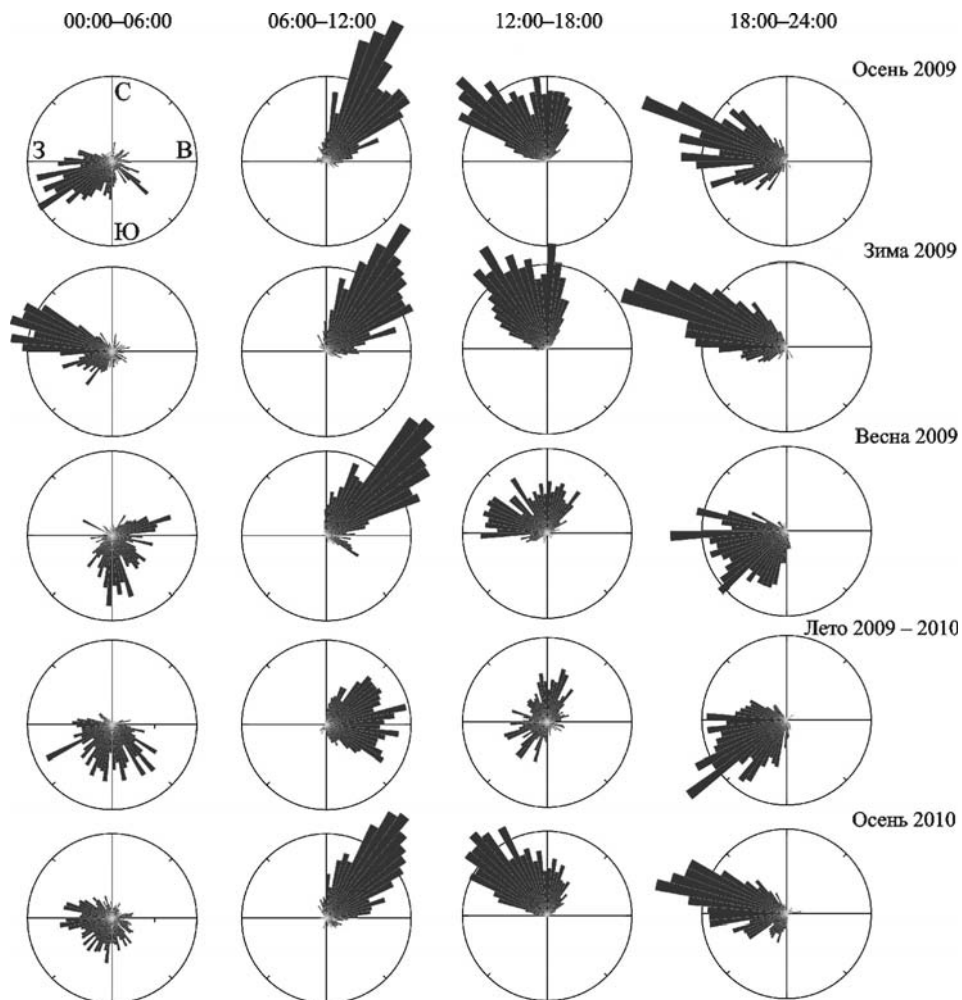 00:00–06:00 06:00–12:00 12:00–18:00 18:00–24:00
Осень 2009
С
З В
Ю
Зима 2009
Весна 2009
Лето 2009 – 2010
Осень 2010